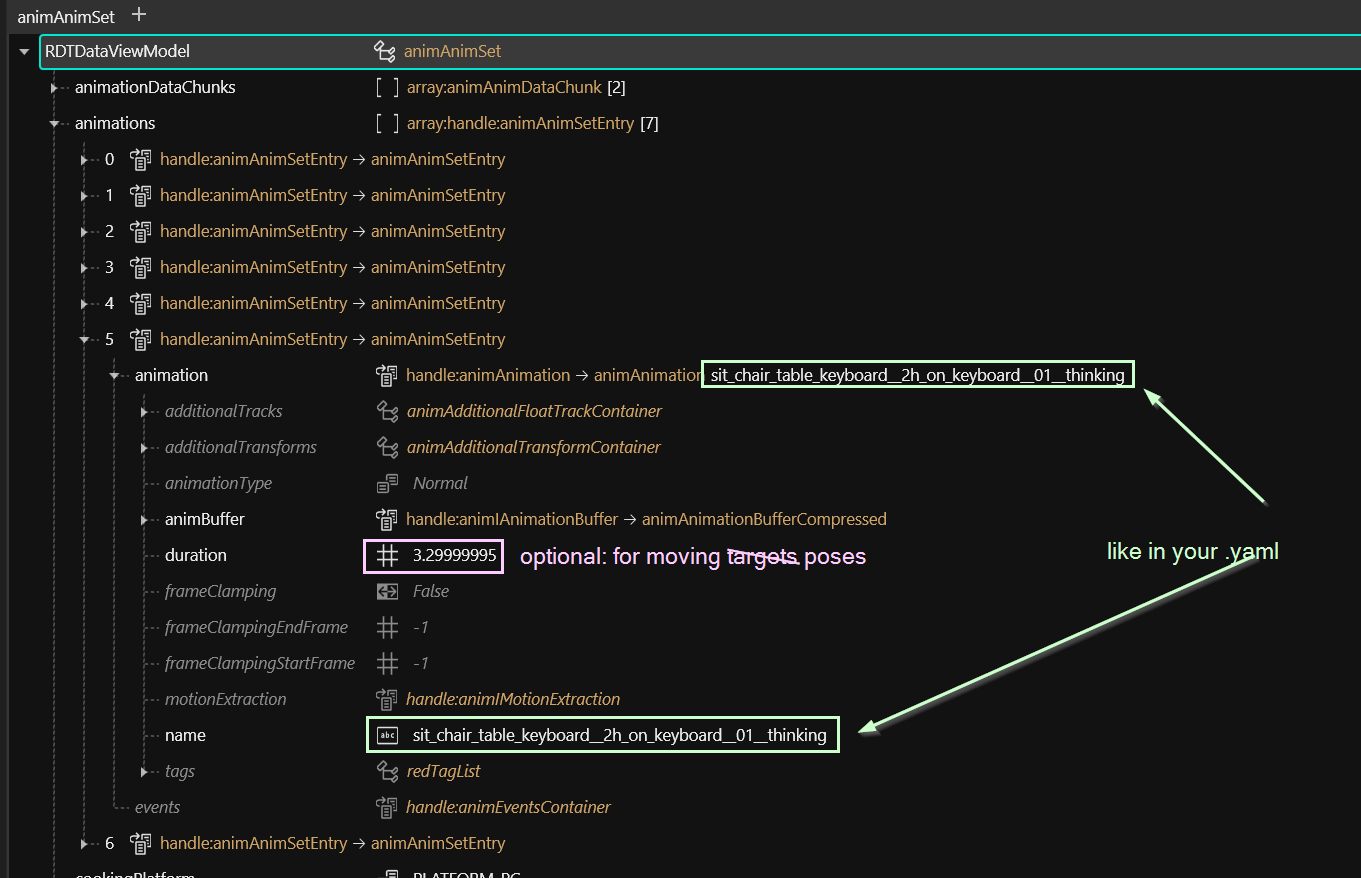 animAnimSet +
RDTDataViewModel animAnimSet
animationDataChunks [ ] array:animAnimDataChunk [2]
animations [ ] array:handle:animAnimSetEntry [7]
0 handle:animAnimSetEntry → animAnimSetEntry
1 handle:animAnimSetEntry → animAnimSetEntry
2 handle:animAnimSetEntry → animAnimSetEntry
3 handle:animAnimSetEntry → animAnimSetEntry
4 handle:animAnimSetEntry → animAnimSetEntry
5 handle:animAnimSetEntry → animAnimSetEntry
animation handle:animAnimation → animAnimation sit_chair_table_keyboard__2h_on_keyboard__01__thinking
additionalTracks animAdditionalFloatTrackContainer
additionalTransforms animAdditionalTransformContainer
animationType Normal
animBuffer handle:animIAnimationBuffer → animAnimationBufferCompressed
duration 3.29999995 optional: for moving targets poses
like in your .yaml
frameClamping False
frameClampingEndFrame -1
frameClampingStartFrame -1
motionExtraction handle:animIMotionExtraction
name abc sit_chair_table_keyboard__2h_on_keyboard__01__thinking
tags redTagList
events handle:animEventsContainer
6 handle:animAnimSetEntry → animAnimSetEntry
cookingPlatform PLATFORM_PC